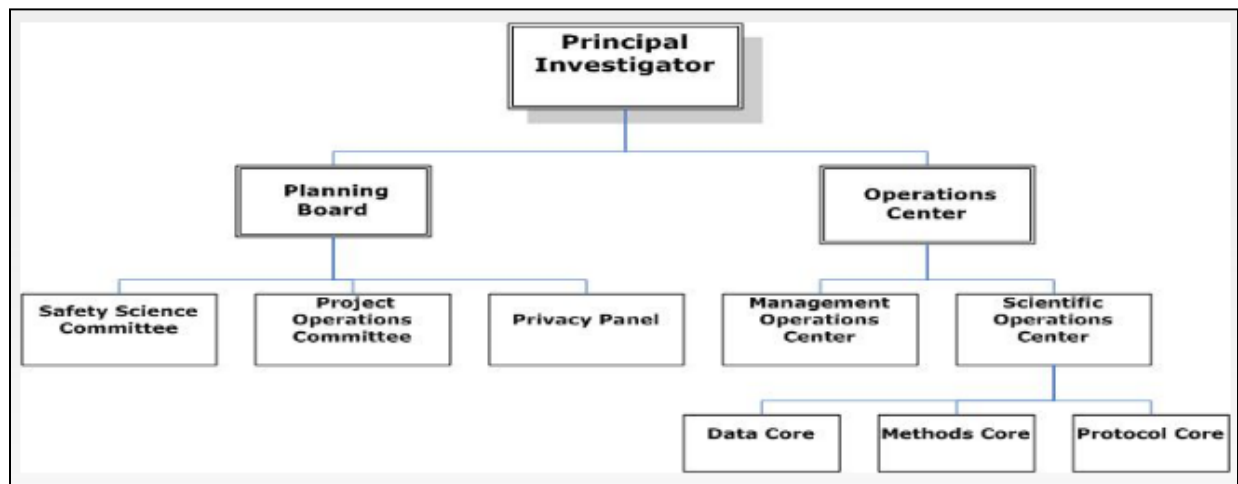 Principal
Investigator
Planning
Board
Operations
Center
Safety Science
Committee
Project
Operations
Committee
Privacy Panel
Management
Operations
Center
Scientific
Operations
Center
Data Core
Methods Core
Protocol Core